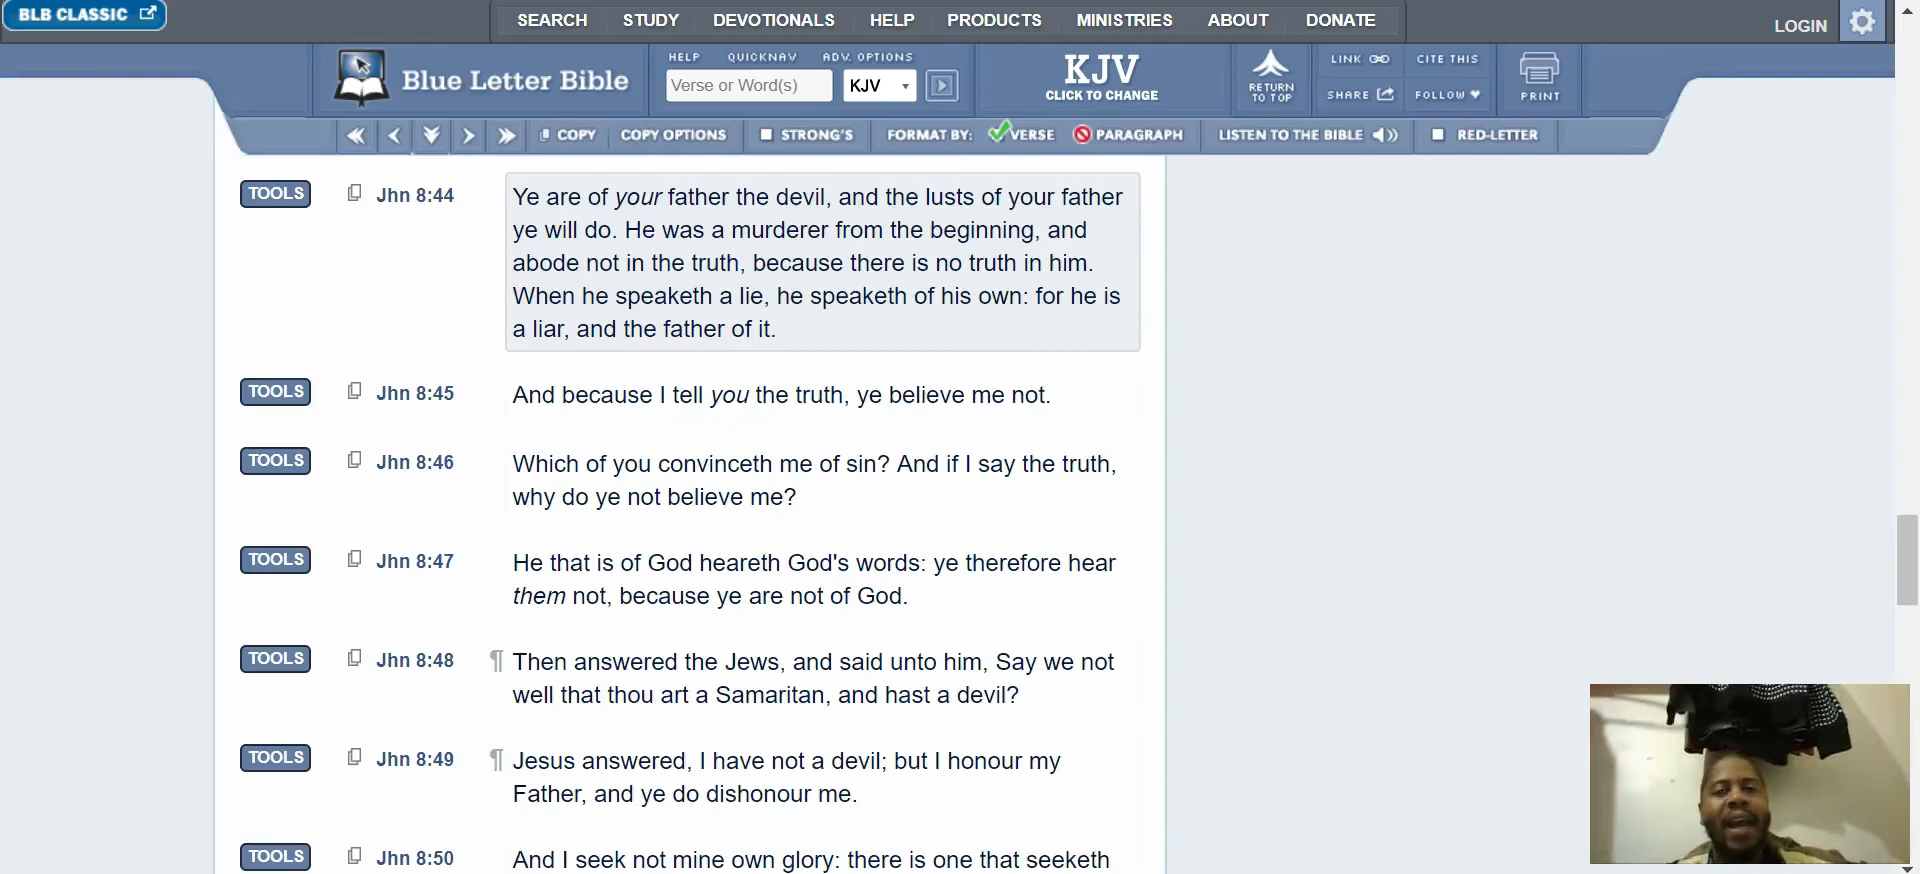 BLB CLASSIC
SEARCH STUDY DEVOTIONALS HELP PRODUCTS MINISTRIES ABOUT DONATE
LOGIN
Blue Letter Bible
HELP QUICKNAV ADV. OPTIONS
Verse or Word(s) KJV
KJV
CLICK TO CHANGE
RETURN
TO TOP
LINK CITE THIS
SHARE FOLLOW
PRINT
COPY COPY OPTIONS STRONG'S FORMAT BY: VERSE PARAGRAPH LISTEN TO THE BIBLE RED-LETTER
TOOLS Jhn 8:44 Ye are of your father the devil, and the lusts of your father
ye will do. He was a murderer from the beginning, and
abode not in the truth, because there is no truth in him.
When he speaketh a lie, he speaketh of his own: for he is
a liar, and the father of it.
TOOLS Jhn 8:45 And because I tell you the truth, ye believe me not.
TOOLS Jhn 8:46 Which of you convinceth me of sin? And if I say the truth,
why do ye not believe me?
TOOLS Jhn 8:47 He that is of God heareth God's words: ye therefore hear
them not, because ye are not of God.
TOOLS Jhn 8:48 ¶ Then answered the Jews, and said unto him, Say we not
well that thou art a Samaritan, and hast a devil?
TOOLS Jhn 8:49 ¶ Jesus answered, I have not a devil; but I honour my
Father, and ye do dishonour me.
TOOLS Jhn 8:50 And I seek not mine own glory: there is one that seeketh